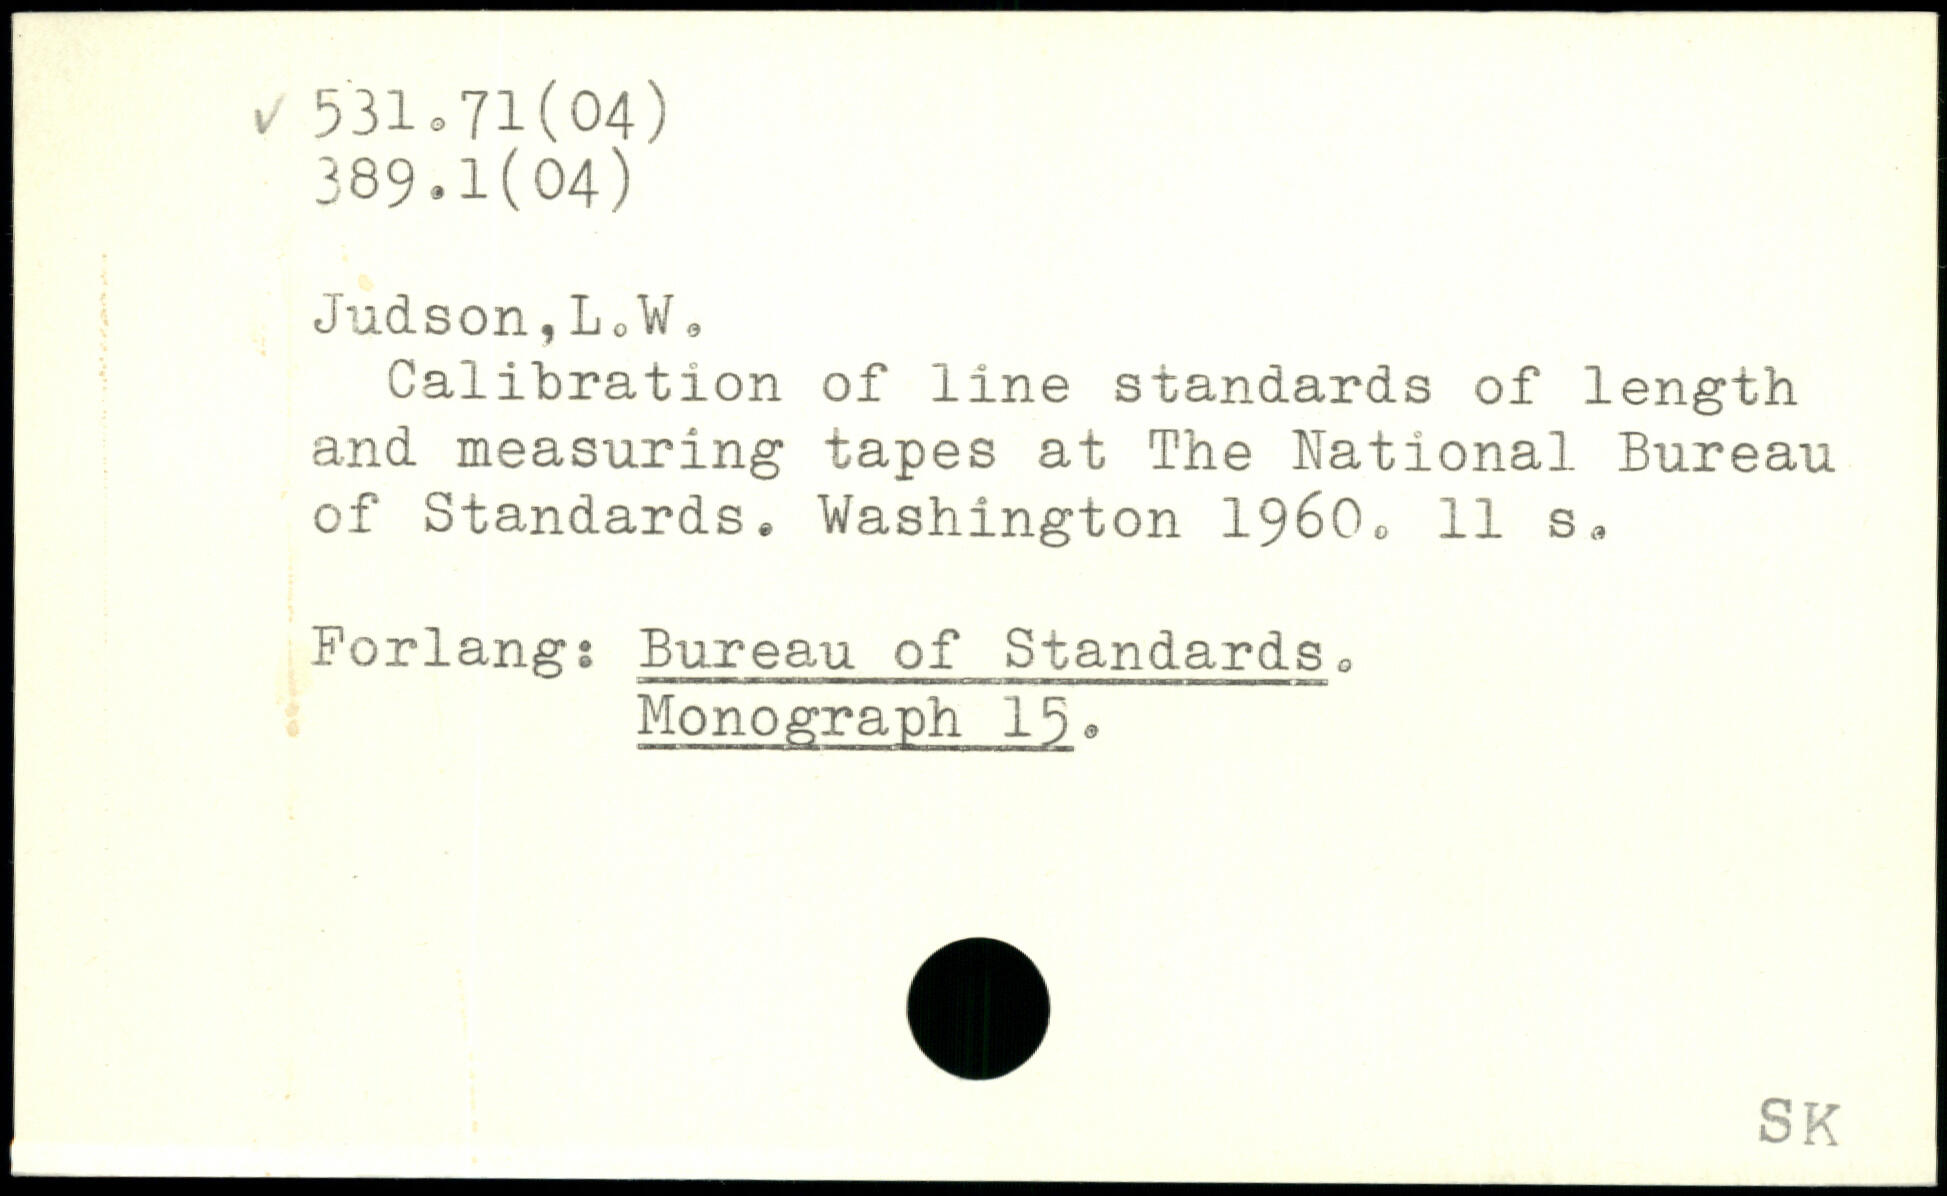 ✓ 531.71(04)
389.1(04)
Judson,L.W.
Calibration of line standards of length
and measuring tapes at The National Bureau
of Standards. Washington 1960. 11 s.
Forlang: Bureau of Standards.
Monograph 15.
SK